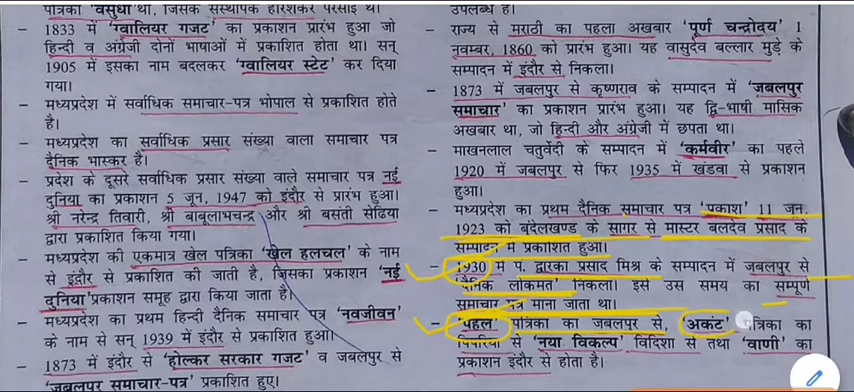 पत्रिका 'वसुधा' था, जिसके संस्थापक हरिशंकर परसाई थे।
– 1833 में 'ग्वालियर गजट' का प्रकाशन प्रारंभ हुआ जो
हिन्दी व अंग्रेजी दोनों भाषाओं में प्रकाशित होता था। सन्
1905 में इसका नाम बदलकर 'ग्वालियर स्टेट' कर दिया
गया।
– मध्यप्रदेश में सर्वाधिक समाचार-पत्र भोपाल से प्रकाशित होते
है।
– मध्यप्रदेश का सर्वाधिक प्रसार संख्या वाला समाचार पत्र
दैनिक भास्कर है।
– प्रदेश के दूसरे सर्वाधिक प्रसार संख्या वाले समाचार पत्र नई
दुनिया का प्रकाशन 5 जून, 1947 को इंदौर से प्रारंभ हुआ।
श्री नरेन्द्र तिवारी, श्री बाबूलाभचन्द्र और श्री बसंती सेठिया
द्वारा प्रकाशित किया गया।
– मध्यप्रदेश की एकमात्र खेल पत्रिका 'खेल हलचल' के नाम
से इंदौर से प्रकाशित की जाती है, जिसका प्रकाशन 'नई
दुनिया' प्रकाशन समूह द्वारा किया जाता है।
– मध्यप्रदेश का प्रथम हिन्दी दैनिक समाचार पत्र 'नवजीवन'
के नाम से सन् 1939 में इंदौर से प्रकाशित हुआ।
– 1873 में इंदौर से 'होल्कर सरकार गजट' व जबलपुर से
'जबलपुर समाचार-पत्र' प्रकाशित हुए।
उपलब्ध है।
– राज्य से मराठी का पहला अखबार 'पूर्ण चन्द्रोदय' 1
नवम्बर, 1860 को प्रारंभ हुआ। यह वासुदेव बल्लार मुड़े के
सम्पादन में इंदौर से निकला।
– 1873 में जबलपुर से कृष्णराव के सम्पादन में 'जबलपुर
समाचार' का प्रकाशन प्रारंभ हुआ। यह द्वि-भाषी मासिक
अखबार था, जो हिन्दी और अंग्रेजी में छपता था।
– माखनलाल चतुर्वेदी के सम्पादन में 'कर्मवीर' का पहले
1920 में जबलपुर से फिर 1935 में खंडवा से प्रकाशन
हुआ।
– मध्यप्रदेश का प्रथम दैनिक समाचार पत्र 'प्रकाश' 11 जन.
1923 को बुंदेलखण्ड के सागर से मास्टर बलदेव प्रसाद के
सम्पादन में प्रकाशित हुआ।
– 1930 में प. द्वारका प्रसाद मिश्र के सम्पादन में जबलपुर से
दैनिक लोकमत' निकला। इसे उस समय का सम्पूर्ण
समाचार माना जाता था।
– 'पहल' पत्रिका का जबलपुर से, 'अकंट' पत्रिका का
पिपरिया से 'नया विकल्प' विदिशा से तथा 'वाणी' का
प्रकाशन इंदौर से होता है।